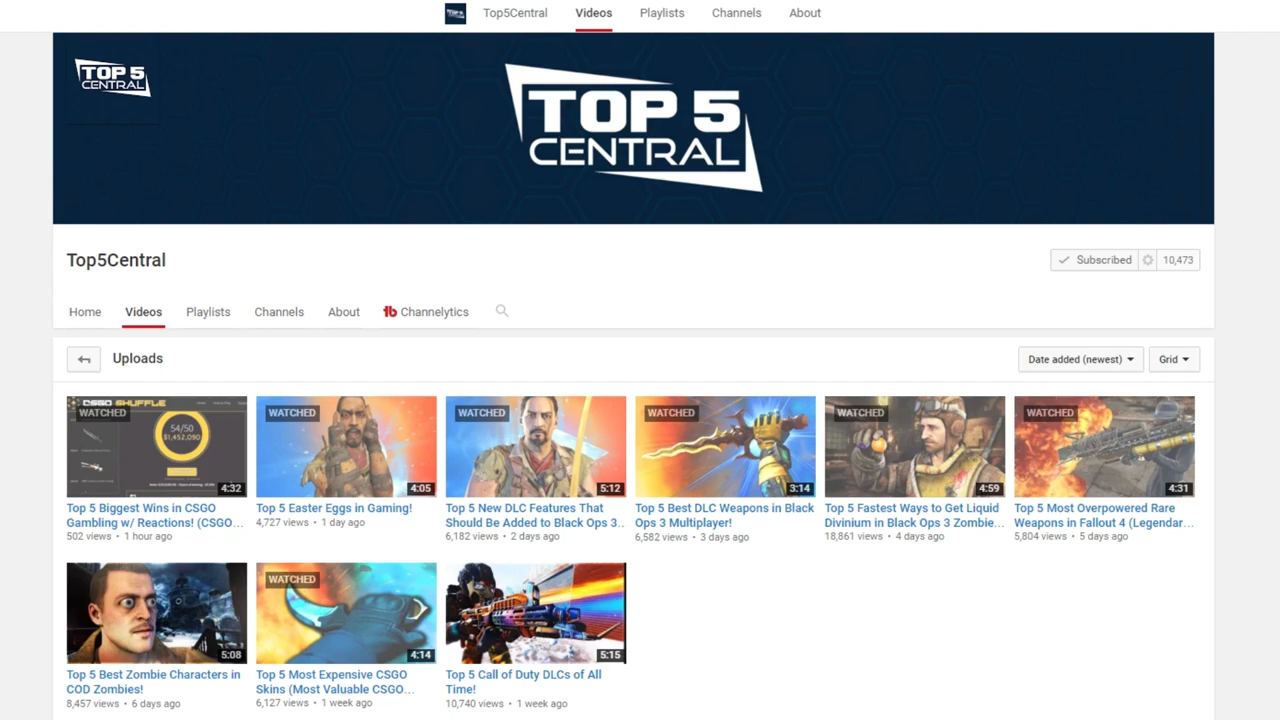 Top5Central Videos Playlists Channels About
TOP 5
CENTRAL
TOP 5
CENTRAL
Top5Central
Subscribed 10,473
Home Videos Playlists Channels About Channelytics
Uploads
Date added (newest) Grid
CSGO SHUFFLE
WATCHED
54/50
$1,452,090
4:32
WATCHED
4:05
WATCHED
5:12
WATCHED
3:14
WATCHED
4:59
WATCHED
4:31
Top 5 Biggest Wins in CSGO
Gambling w/ Reactions! (CSGO...
502 views • 1 hour ago
Top 5 Easter Eggs in Gaming!
4,727 views • 1 day ago
Top 5 New DLC Features That
Should Be Added to Black Ops 3..
6,182 views • 2 days ago
Top 5 Best DLC Weapons in Black
Ops 3 Multiplayer!
6,582 views • 3 days ago
Top 5 Fastest Ways to Get Liquid
Divinium in Black Ops 3 Zombie...
18,861 views • 4 days ago
Top 5 Most Overpowered Rare
Weapons in Fallout 4 (Legendar...
5,804 views • 5 days ago
5:08
WATCHED
4:14
5:15
Top 5 Best Zombie Characters in
COD Zombies!
8,457 views • 6 days ago
Top 5 Most Expensive CSGO
Skins (Most Valuable CSGO...
6,127 views • 1 week ago
Top 5 Call of Duty DLCs of All
Time!
10,740 views • 1 week ago